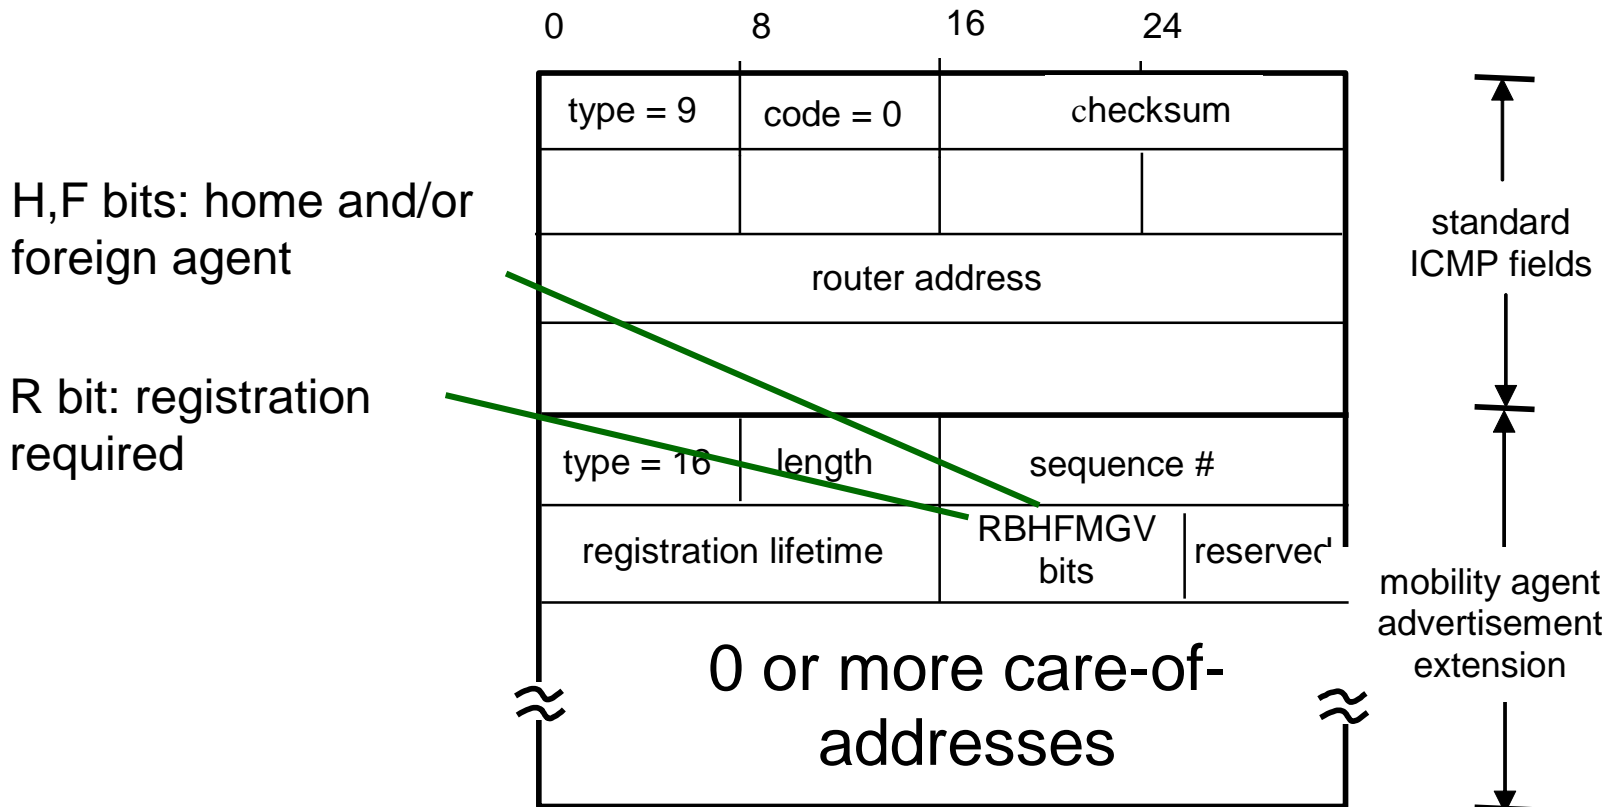 0 8 16 24
type = 9 code = 0 checksum
H,F bits: home and/or
foreign agent
standard
ICMP fields
router address
R bit: registration
required
type = 16 length sequence #
registration lifetime
RBHFMGV
bits
reserved
mobility agent
advertisement
extension
0 or more care-of-
addresses